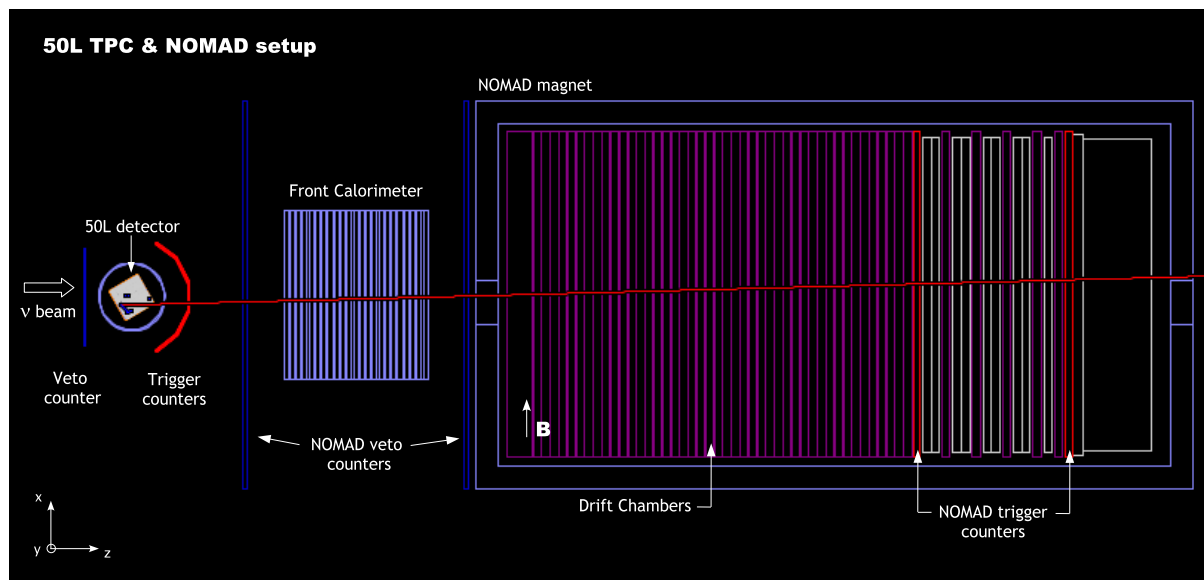 50L TPC & NOMAD setup
NOMAD magnet
Front Calorimeter
50L detector
ν beam
Veto
counter
Trigger
counters
B
NOMAD veto
counters
Drift Chambers
NOMAD trigger
counters
x
y
z